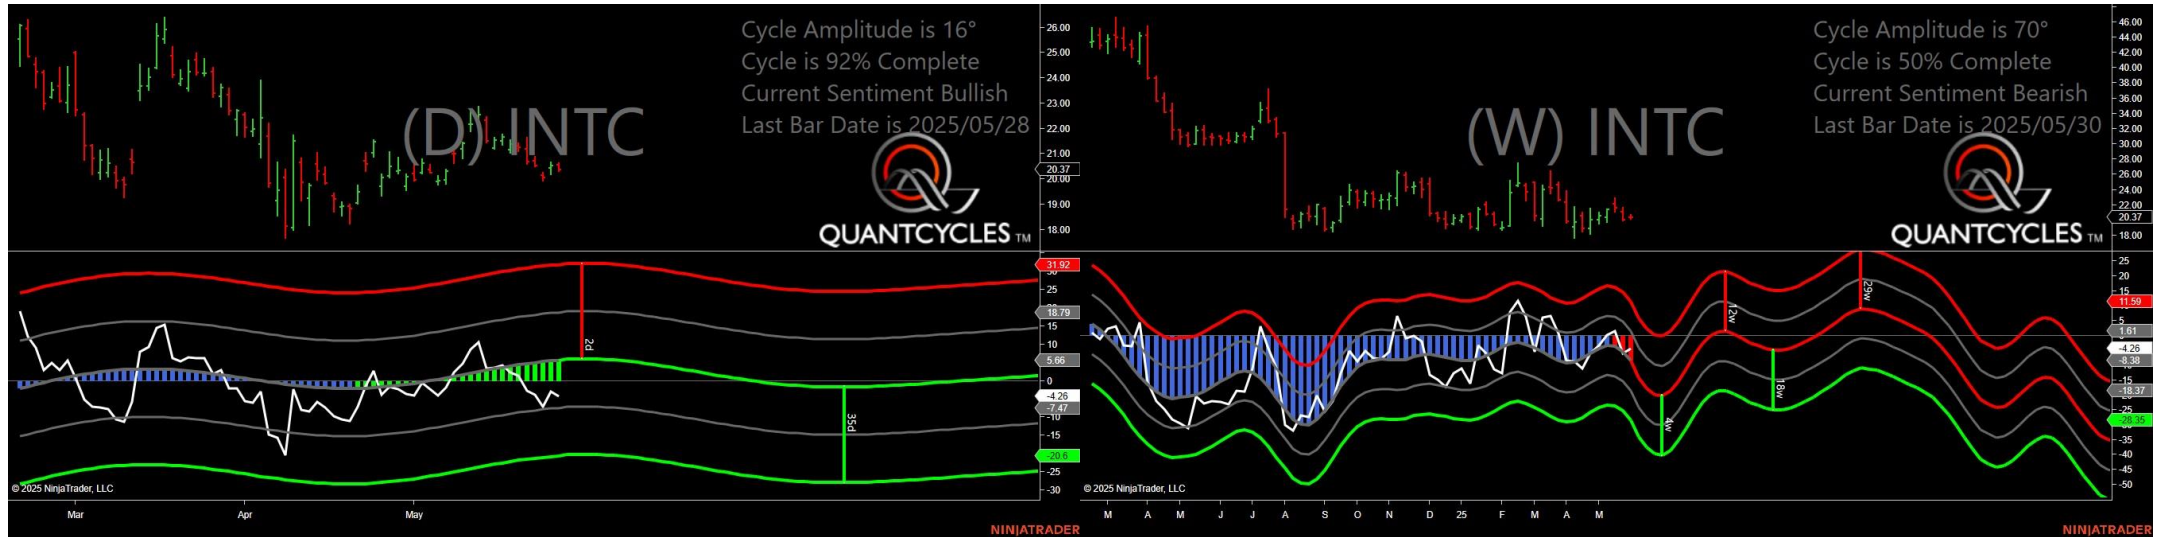 Cycle Amplitude is 16°
Cycle is 92% Complete
Current Sentiment Bullish
Last Bar Date is 2025/05/28
(D) INTC
QUANTCYCLES TM
26.00
25.00
24.00
23.00
22.00
21.00
20.37
20.00
19.00
18.00
31.92
25
18.79
15
10
5.66
0
-4.26
-7.47
-10
-15
-20.6
-25
-30
2d
35d
© 2025 NinjaTrader, LLC
Mar Apr May
NINJATRADER
Cycle Amplitude is 70°
Cycle is 50% Complete
Current Sentiment Bearish
Last Bar Date is 2025/05/30
(W) INTC
QUANTCYCLES TM
46.00
44.00
42.00
40.00
38.00
36.00
34.00
32.00
30.00
28.00
26.00
24.00
22.00
20.37
18.00
25
20
15
11.59
5
1.61
-4.26
-8.38
-15
-18.37
-25
-28.35
-35
-40
-45
-50
4w
12w
18w
29w
© 2025 NinjaTrader, LLC
M A M J J A S O N D 25 F M A M
NINJATRADER